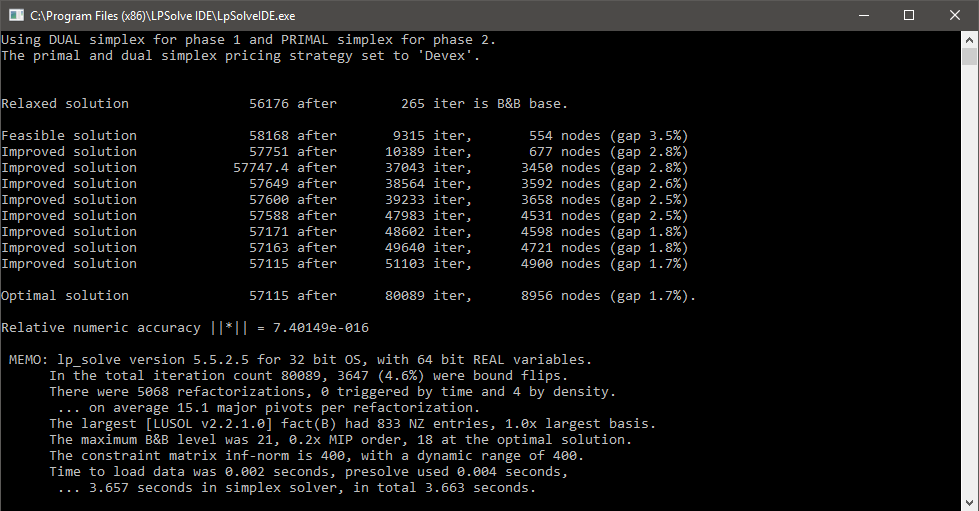 C:\Program Files (x86)\LPSolve IDE\LpSolveIDE.exe
Using DUAL simplex for phase 1 and PRIMAL simplex for phase 2.
The primal and dual simplex pricing strategy set to 'Devex'.
Relaxed solution 56176 after 265 iter is B&B base.
Feasible solution 58168 after 9315 iter, 554 nodes (gap 3.5%)
Improved solution 57751 after 10389 iter, 677 nodes (gap 2.8%)
Improved solution 57747.4 after 37043 iter, 3450 nodes (gap 2.8%)
Improved solution 57649 after 38564 iter, 3592 nodes (gap 2.6%)
Improved solution 57600 after 39233 iter, 3658 nodes (gap 2.5%)
Improved solution 57588 after 47983 iter, 4531 nodes (gap 2.5%)
Improved solution 57171 after 48602 iter, 4598 nodes (gap 1.8%)
Improved solution 57163 after 49640 iter, 4721 nodes (gap 1.8%)
Improved solution 57115 after 51103 iter, 4900 nodes (gap 1.7%)
Optimal solution 57115 after 80089 iter, 8956 nodes (gap 1.7%).
Relative numeric accuracy ||*|| = 7.40149e-016
MEMO: lp_solve version 5.5.2.5 for 32 bit OS, with 64 bit REAL variables.
In the total iteration count 80089, 3647 (4.6%) were bound flips.
There were 5068 refactorizations, 0 triggered by time and 4 by density.
... on average 15.1 major pivots per refactorization.
The largest [LUSOL v2.2.1.0] fact(B) had 833 NZ entries, 1.0x largest basis.
The maximum B&B level was 21, 0.2x MIP order, 18 at the optimal solution.
The constraint matrix inf-norm is 400, with a dynamic range of 400.
Time to load data was 0.002 seconds, presolve used 0.004 seconds,
... 3.657 seconds in simplex solver, in total 3.663 seconds.